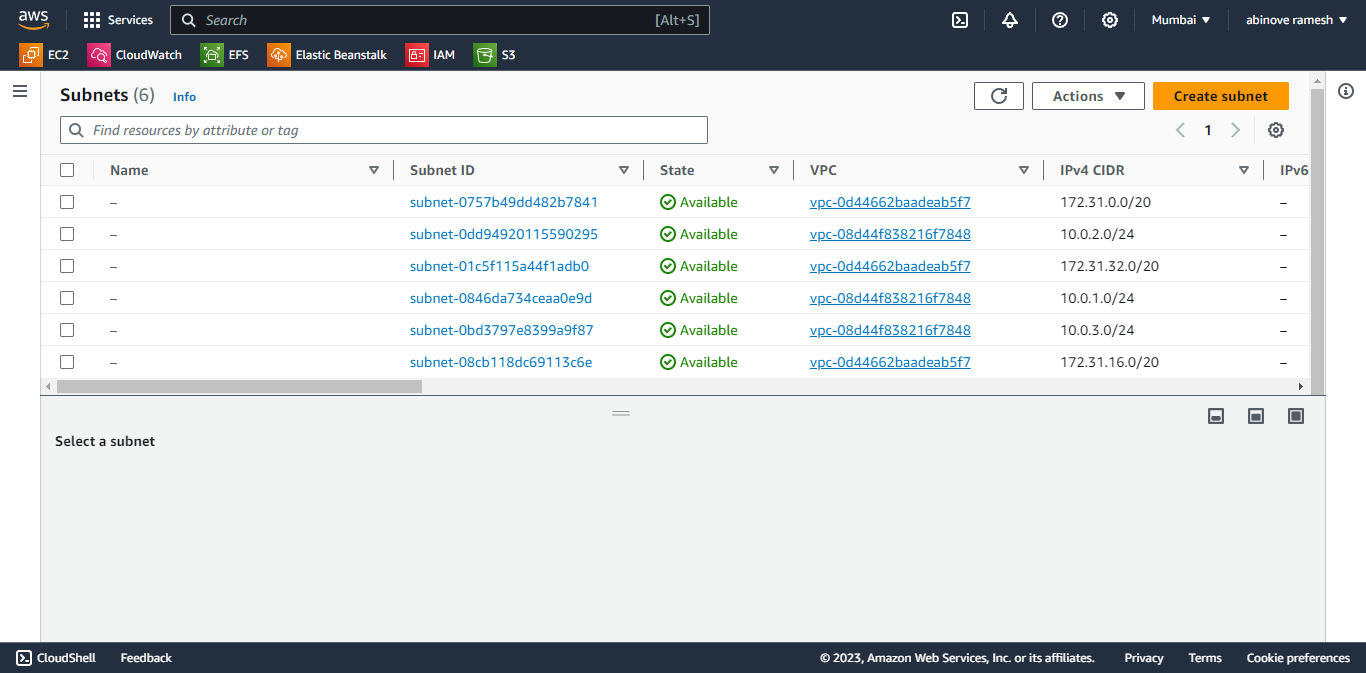 aws Services Search [Alt+S] Mumbai ▼ abinove ramesh ▼
EC2 CloudWatch EFS Elastic Beanstalk IAM S3
Subnets (6) Info Actions ▼ Create subnet
Find resources by attribute or tag 1
Name Subnet ID State VPC IPv4 CIDR IPv6
– subnet-0757b49dd482b7841 Available vpc-0d44662baadeab5f7 172.31.0.0/20 –
– subnet-0dd94920115590295 Available vpc-08d44f838216f7848 10.0.2.0/24 –
– subnet-01c5f115a44f1adb0 Available vpc-0d44662baadeab5f7 172.31.32.0/20 –
– subnet-0846da734ceaa0e9d Available vpc-08d44f838216f7848 10.0.1.0/24 –
– subnet-0bd3797e8399a9f87 Available vpc-08d44f838216f7848 10.0.3.0/24 –
– subnet-08cb118dc69113c6e Available vpc-0d44662baadeab5f7 172.31.16.0/20 –
Select a subnet
CloudShell Feedback © 2023, Amazon Web Services, Inc. or its affiliates. Privacy Terms Cookie preferences